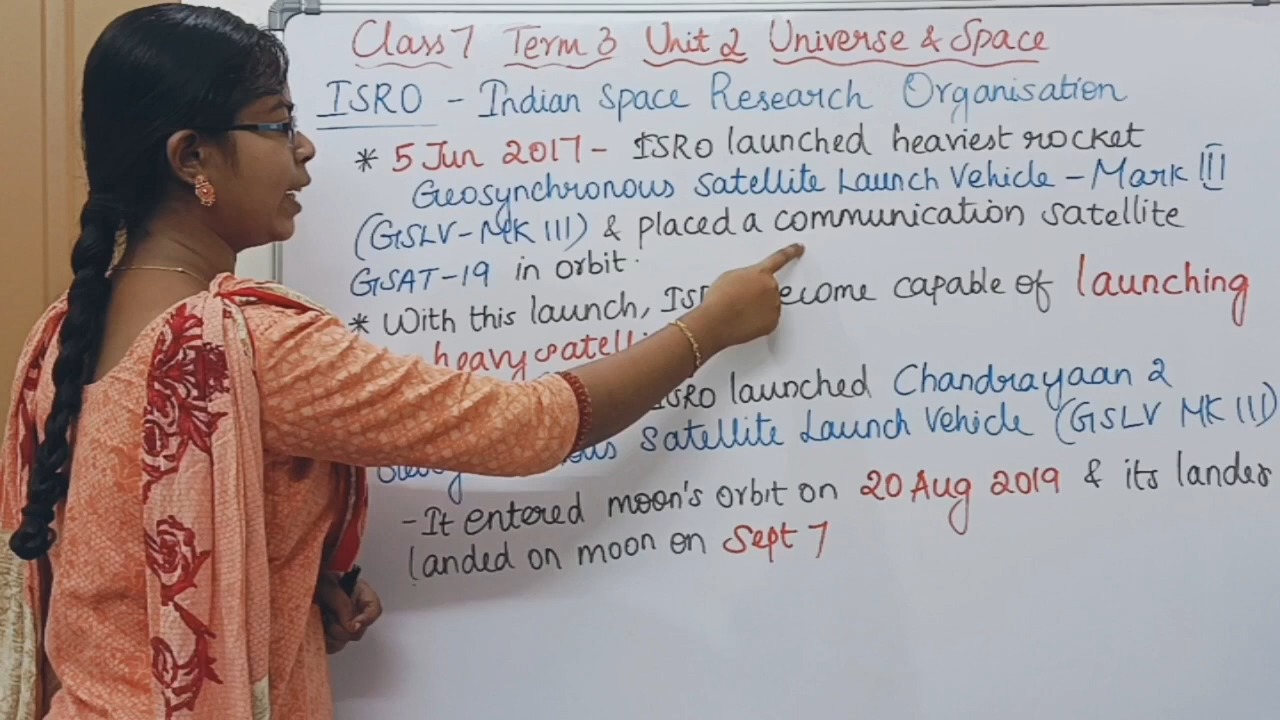 Class 7 Term 3 Unit 2 Universe & Space
ISRO - Indian Space Research Organisation
* 5 Jun 2017 - ISRO launched heaviest rocket
Geosynchronous Satellite Launch Vehicle - Mark III
(GSLV-MK III) & placed a communication satellite
GSAT-19 in orbit.
* With this launch, capable of launching
heavy
ISRO launched Chandrayaan 2
Satellite Launch Vehicle (GSLV MK III)
- It entered moon's orbit on 20 Aug 2019 & its lander
landed on moon on Sept 7